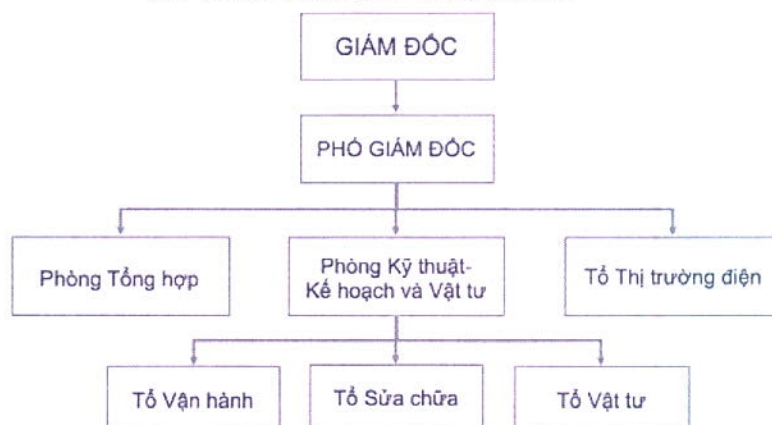 GIÁM ĐỐC
PHÓ GIÁM ĐỐC
Phòng Tổng hợp
Phòng Kỹ thuật-
Kế hoạch và Vật tư
Tổ Thị trường điện
Tổ Vận hành
Tổ Sửa chữa
Tổ Vật tư